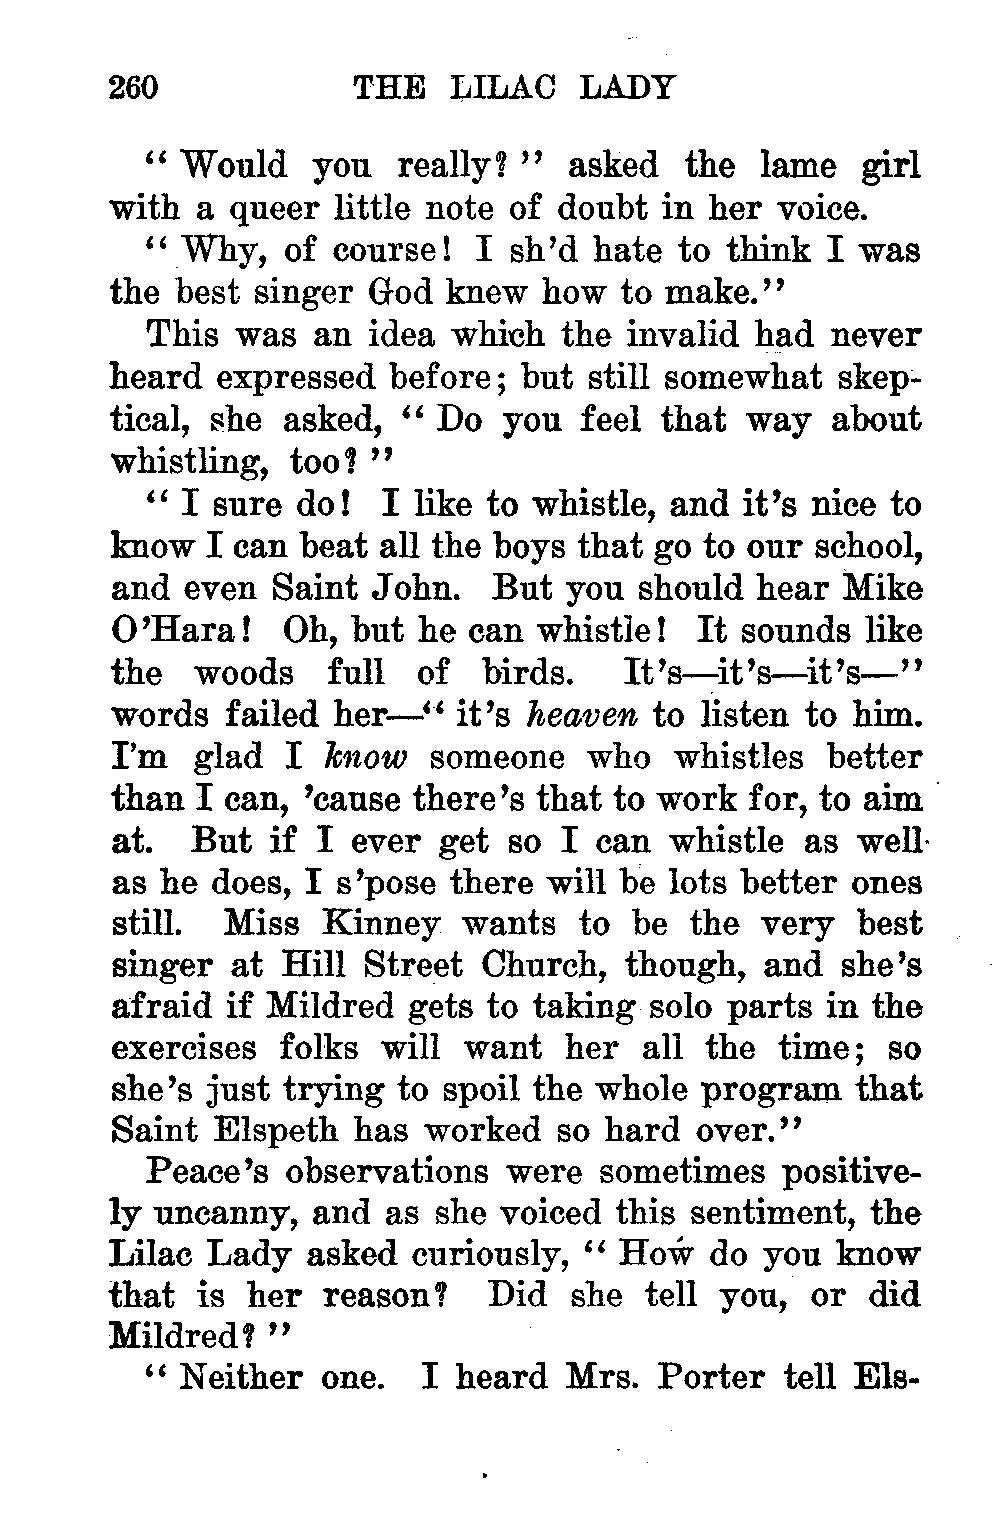 260 THE LILAC LADY
“ Would you really? ” asked the lame girl
with a queer little note of doubt in her voice.
“ Why, of course! I sh’d hate to think I was
the best singer God knew how to make.”
This was an idea which the invalid had never
heard expressed before; but still somewhat skep-
tical, she asked, “ Do you feel that way about
whistling, too? ”
“ I sure do! I like to whistle, and it’s nice to
know I can beat all the boys that go to our school,
and even Saint John. But you should hear Mike
O’Hara! Oh, but he can whistle! It sounds like
the woods full of birds. It’s—it’s—it’s—”
words failed her—“ it’s heaven to listen to him.
I’m glad I know someone who whistles better
than I can, ’cause there’s that to work for, to aim
at. But if I ever get so I can whistle as well
as he does, I s’pose there will be lots better ones
still. Miss Kinney wants to be the very best
singer at Hill Street Church, though, and she’s
afraid if Mildred gets to taking solo parts in the
exercises folks will want her all the time; so
she’s just trying to spoil the whole program that
Saint Elspeth has worked so hard over.”
Peace’s observations were sometimes positive-
ly uncanny, and as she voiced this sentiment, the
Lilac Lady asked curiously, “ How do you know
that is her reason? Did she tell you, or did
Mildred? ”
“ Neither one. I heard Mrs. Porter tell Els-